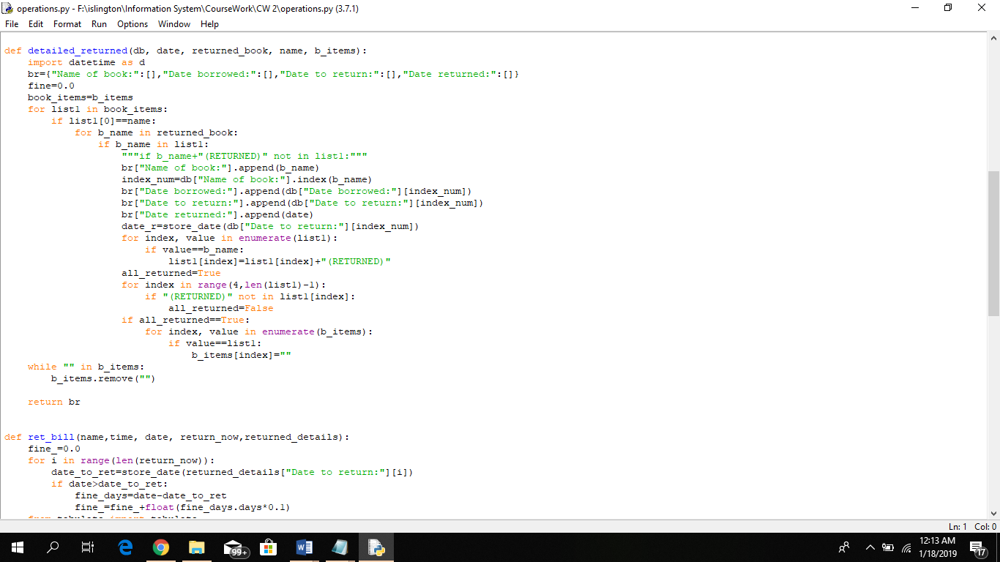 operations.py - F:\islington\Information System\CourseWork\CW 2\operations.py (3.7.1)
File Edit Format Run Options Window Help
def detailed_returned(db, date, returned_book, name, b_items):
    import datetime as d
    br={"Name of book:":[],"Date borrowed:":[],"Date to return:":[],"Date returned:":[]}
    fine=0.0
    book_items=b_items
    for list1 in book_items:
        if list1[0]==name:
            for b_name in returned_book:
                if b_name in list1:
                    """if b_name+"(RETURNED)" not in list1:"""
                    br["Name of book:"].append(b_name)
                    index_num=db["Name of book:"].index(b_name)
                    br["Date borrowed:"].append(db["Date borrowed:"][index_num])
                    br["Date to return:"].append(db["Date to return:"][index_num])
                    br["Date returned:"].append(date)
                    date_r=store_date(db["Date to return:"][index_num])
                    for index, value in enumerate(list1):
                        if value==b_name:
                            list1[index]=list1[index]+"(RETURNED)"
                    all_returned=True
                    for index in range(4,len(list1)-1):
                        if "(RETURNED)" not in list1[index]:
                            all_returned=False
                    if all_returned==True:
                        for index, value in enumerate(b_items):
                            if value==list1:
                                b_items[index]=""
    while "" in b_items:
        b_items.remove("")
    return br
def ret_bill(name,time, date, return_now,returned_details):
    fine_=0.0
    for i in range(len(return_now)):
        date_to_ret=store_date(returned_details["Date to return:"][i])
        if date>date_to_ret:
            fine_days=date-date_to_ret
            fine_=fine_+float(fine_days.days*0.1)
Ln: 1 Col: 0
99+
12:13 AM
1/18/2019
17